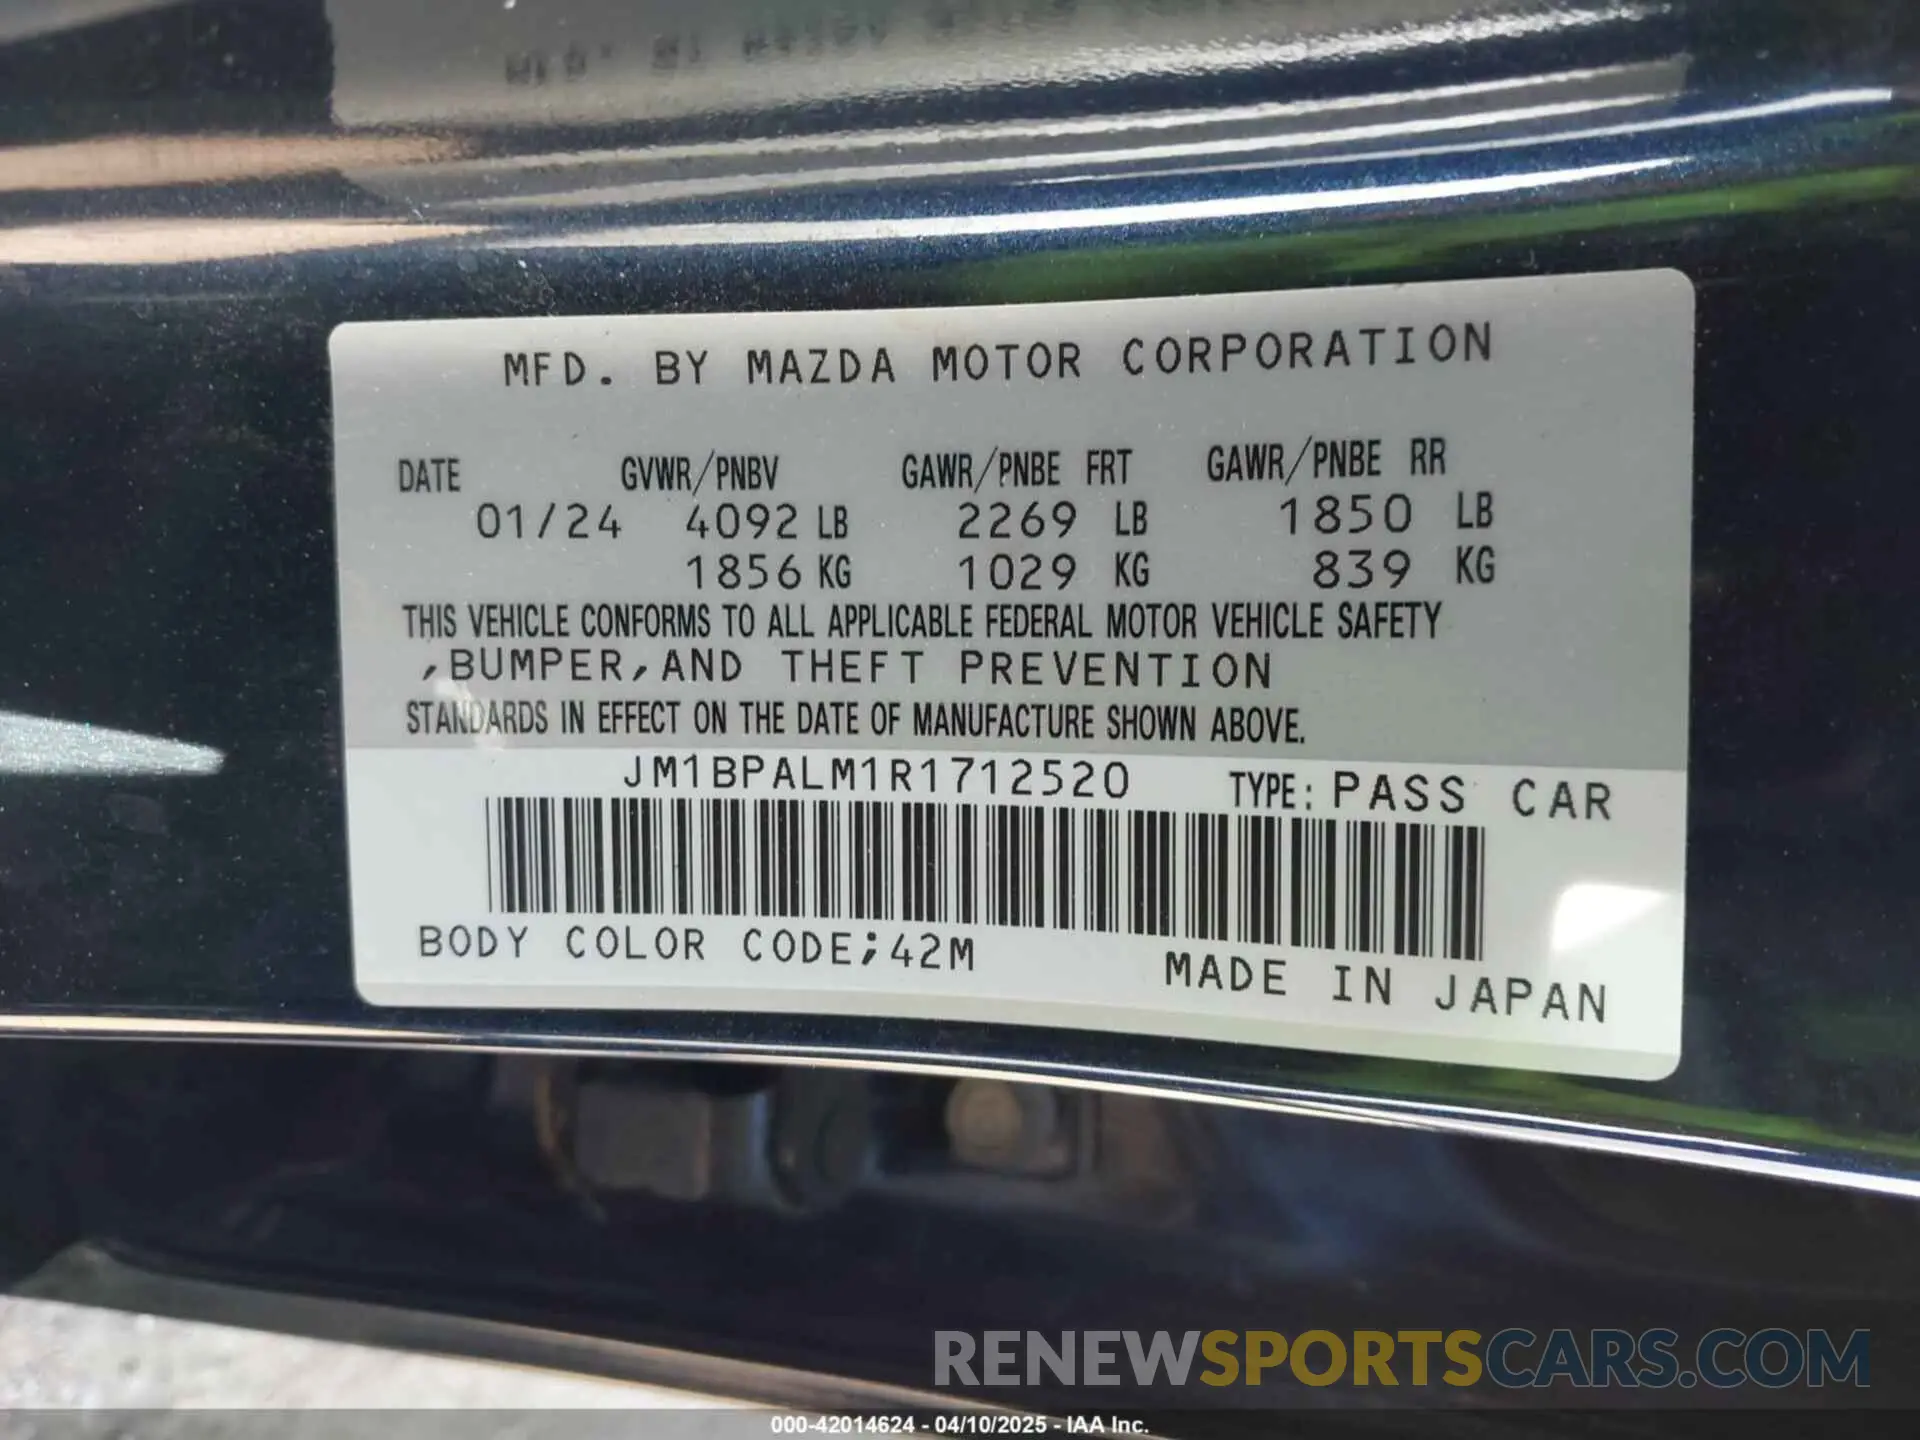 MFD. BY MAZDA MOTOR CORPORATION
DATE GVWR/PNBV GAWR/PNBE FRT GAWR/PNBE RR
01/24 4092 LB 2269 LB 1850 LB
1856 KG 1029 KG 839 KG
THIS VEHICLE CONFORMS TO ALL APPLICABLE FEDERAL MOTOR VEHICLE SAFETY
,BUMPER,AND THEFT PREVENTION
STANDARDS IN EFFECT ON THE DATE OF MANUFACTURE SHOWN ABOVE.
JM1BPALM1R1712520 TYPE: PASS CAR
BODY COLOR CODE;42M MADE IN JAPAN
RENEWSPORTSCARS.COM
000-42014624 - 04/10/2025 - IAA Inc.